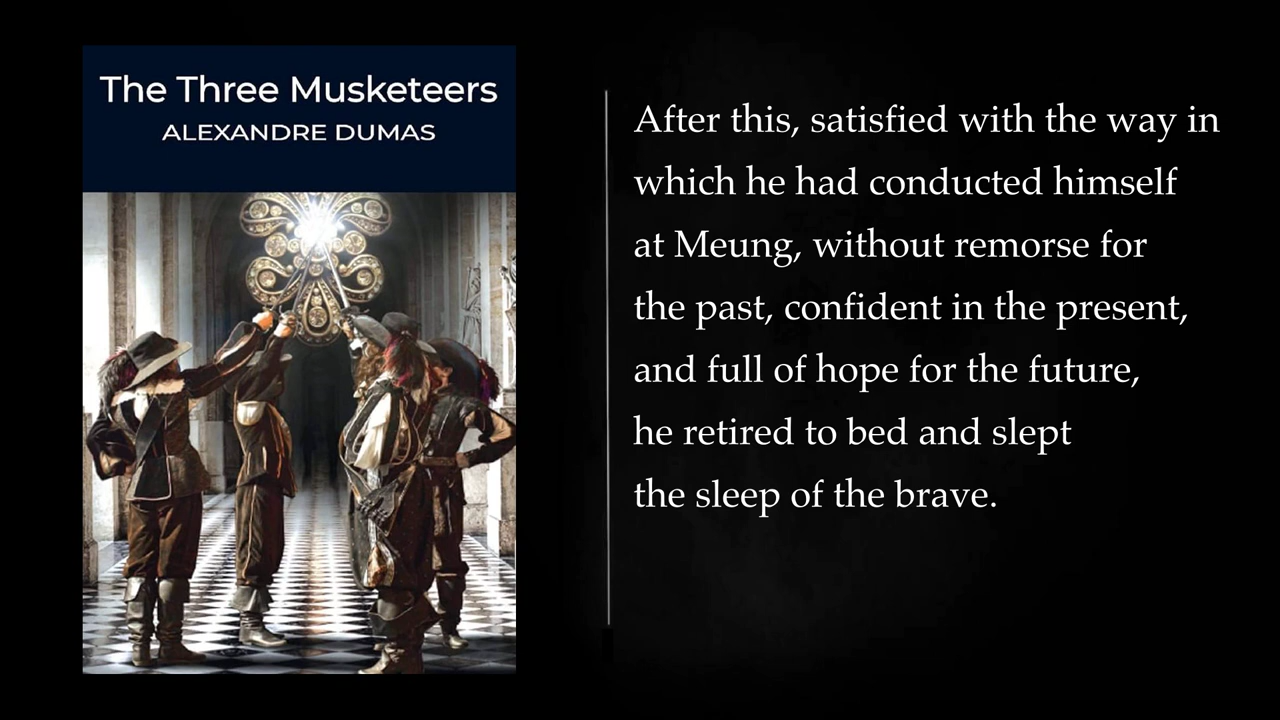 The Three Musketeers
ALEXANDRE DUMAS
After this, satisfied with the way in
which he had conducted himself
at Meung, without remorse for
the past, confident in the present,
and full of hope for the future,
he retired to bed and slept
the sleep of the brave.